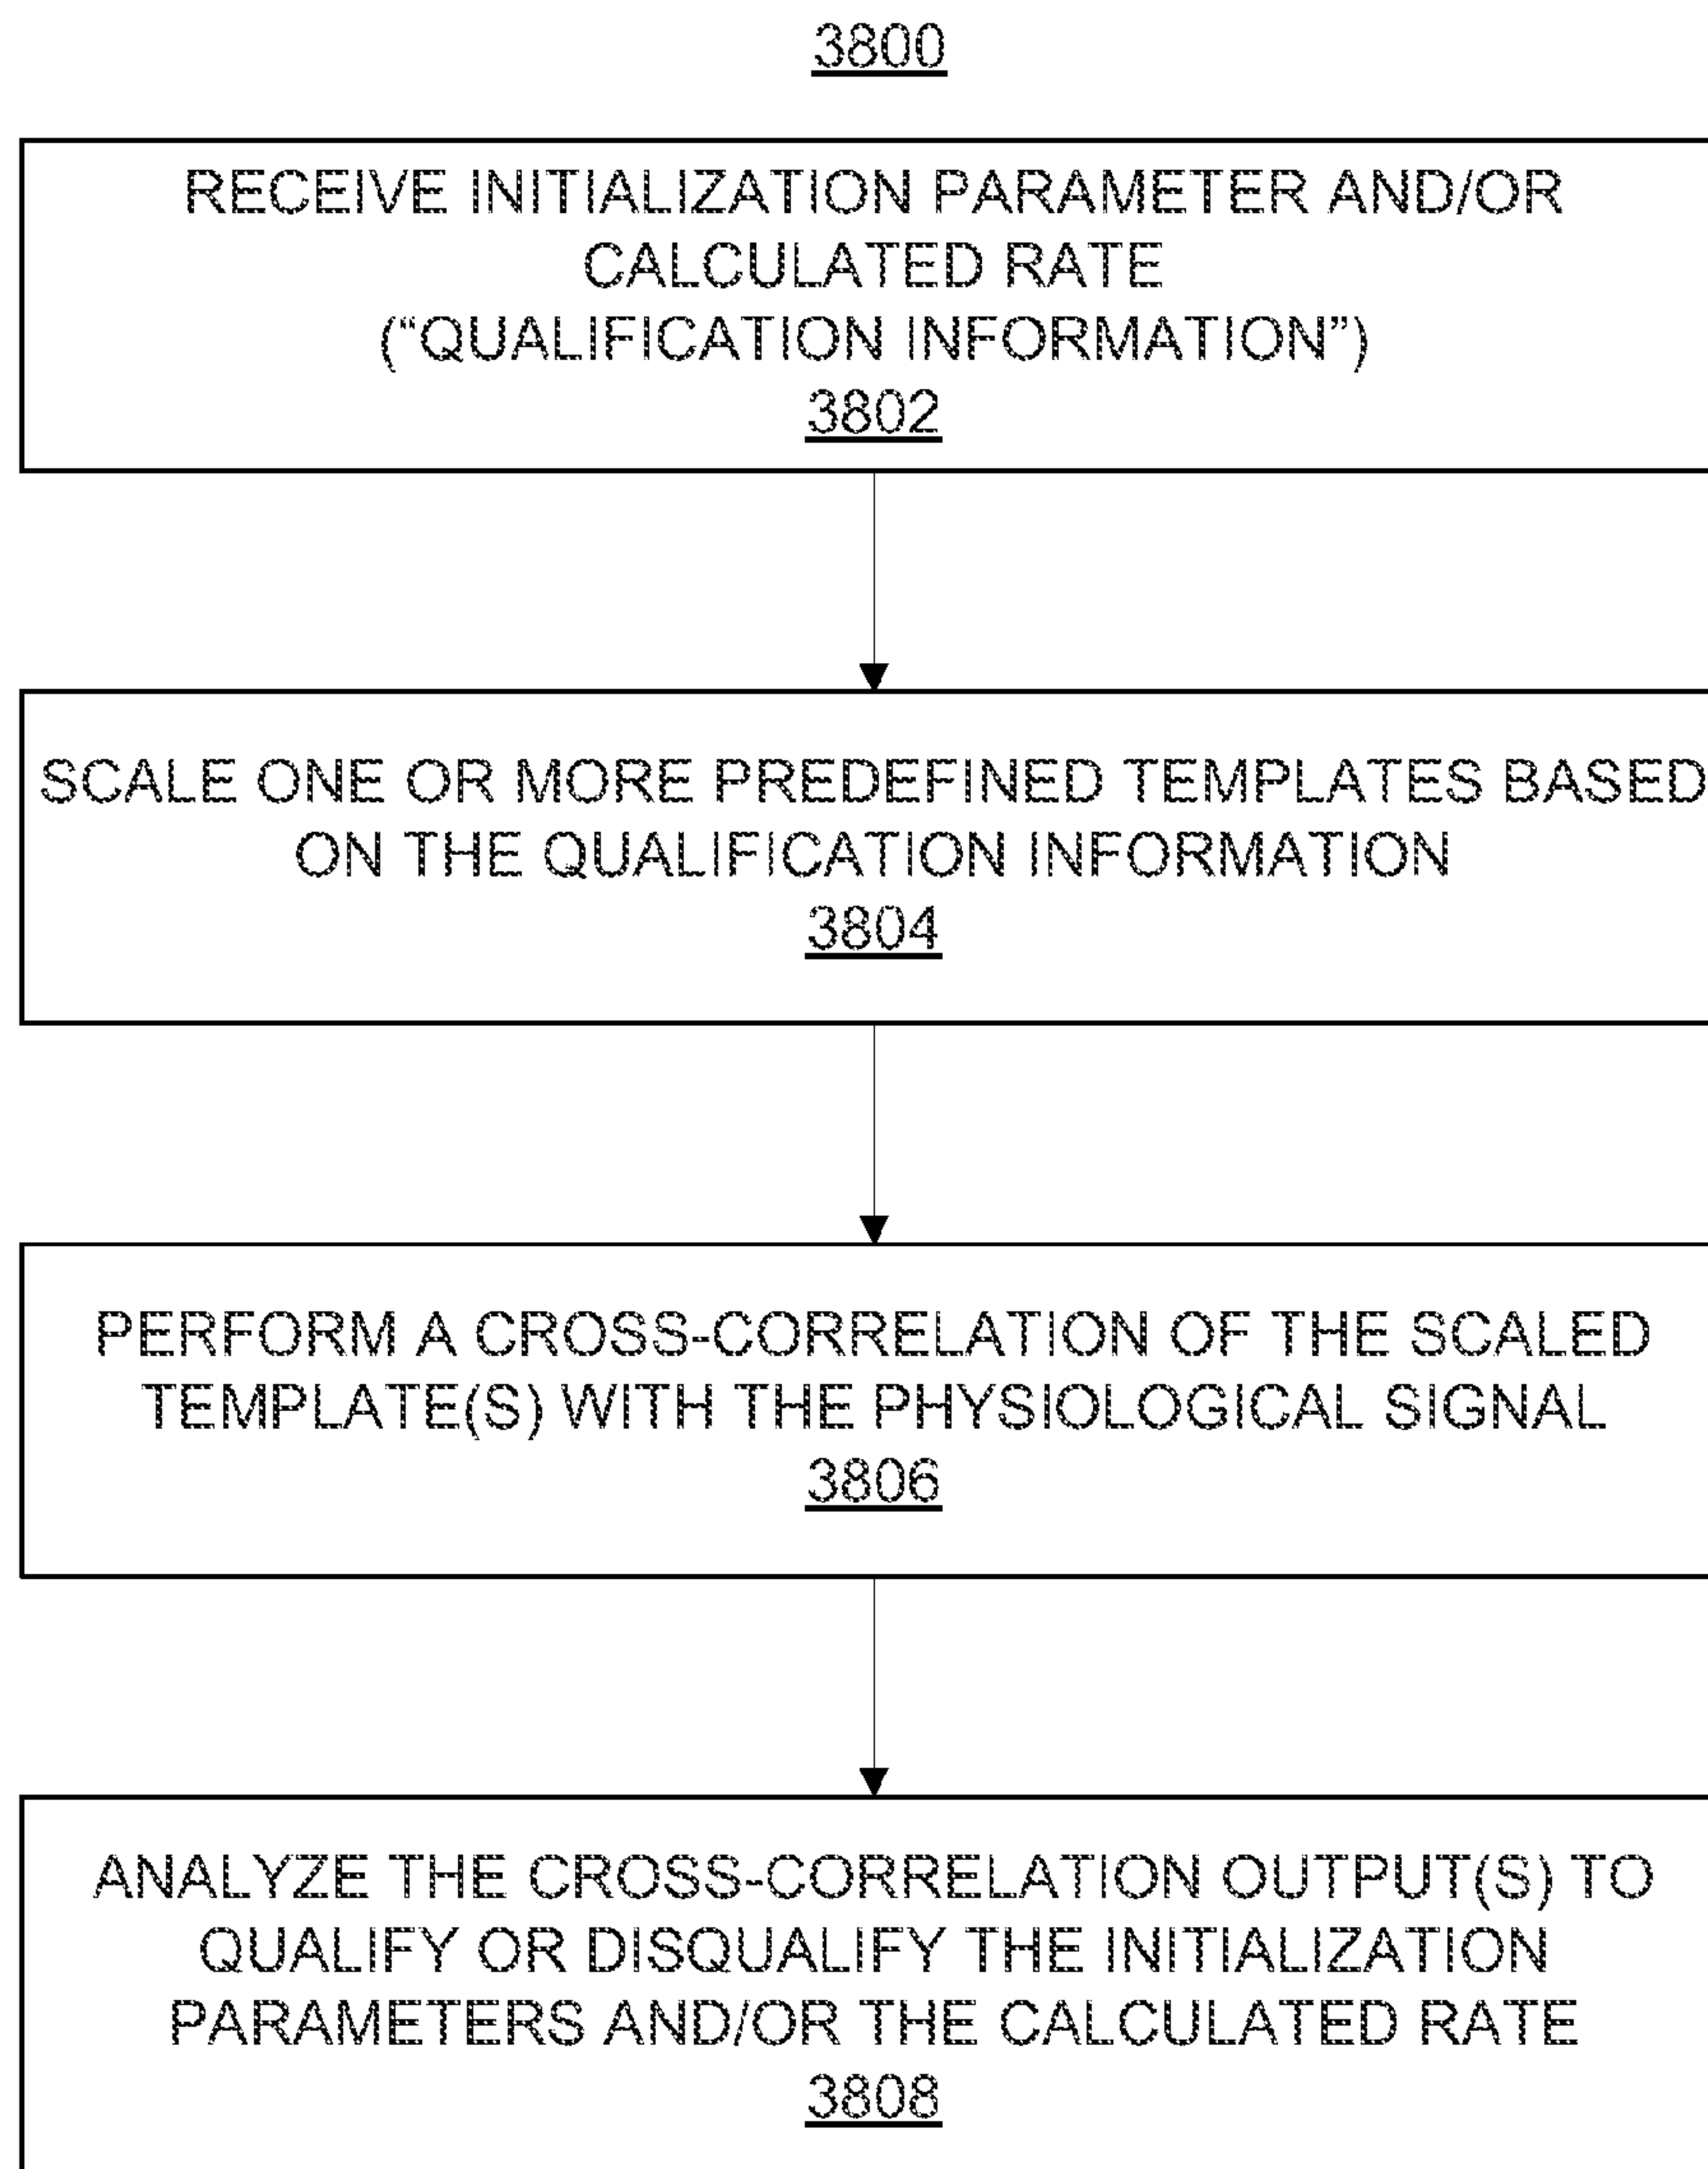 3800
RECEIVE INITIALIZATION PARAMETER AND/OR
CALCULATED RATE
(“QUALIFICATION INFORMATION”)
3802
SCALE ONE OR MORE PREDEFINED TEMPLATES BASED
ON THE QUALIFICATION INFORMATION
3804
PERFORM A CROSS-CORRELATION OF THE SCALED
TEMPLATE(S) WITH THE PHYSIOLOGICAL SIGNAL
3806
ANALYZE THE CROSS-CORRELATION OUTPUT(S) TO
QUALIFY OR DISQUALIFY THE INITIALIZATION
PARAMETERS AND/OR THE CALCULATED RATE
3808